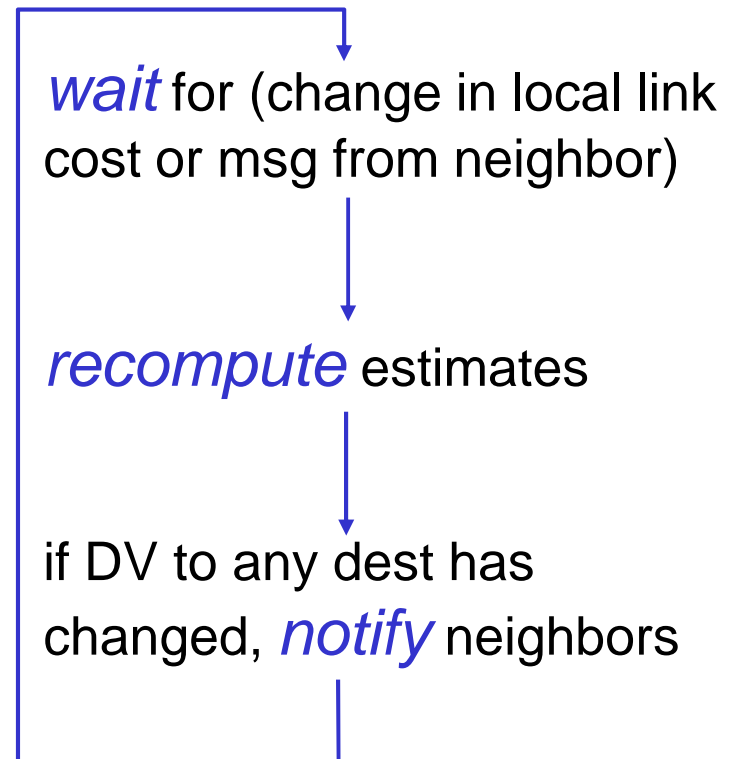 wait for (change in local link
cost or msg from neighbor)
recompute estimates
if DV to any dest has
changed, notify neighbors